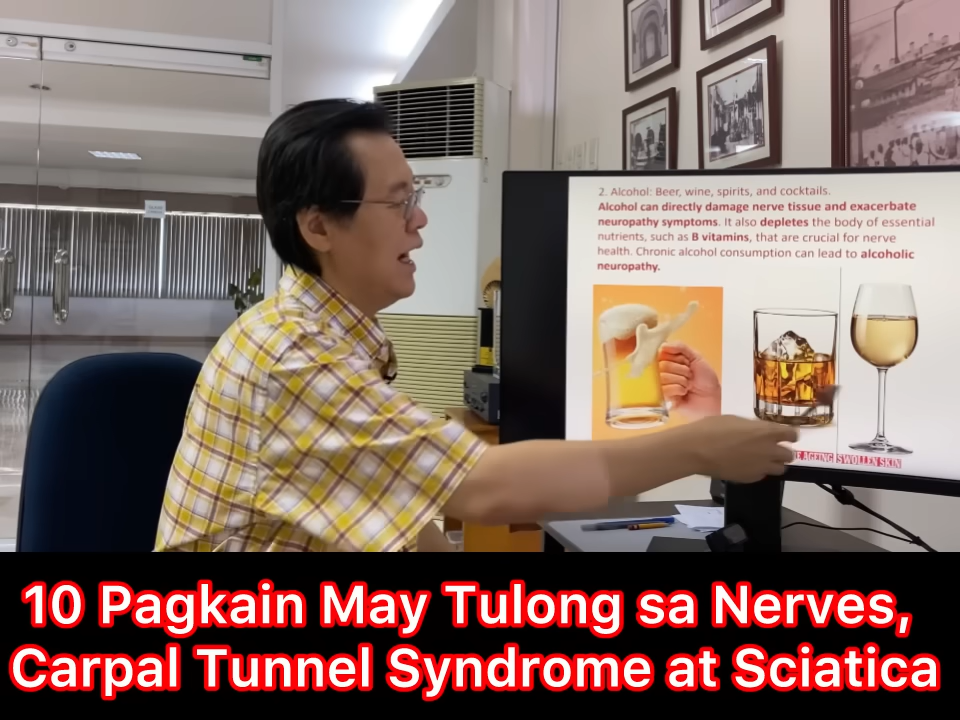 2. Alcohol: Beer, wine, spirits, and cocktails.
Alcohol can directly damage nerve tissue and exacerbate
neuropathy symptoms. It also depletes the body of essential
nutrients, such as B vitamins, that are crucial for nerve
health. Chronic alcohol consumption can lead to alcoholic
neuropathy.
AGEING SWOLLEN SKIN
10 Pagkain May Tulong sa Nerves,
Carpal Tunnel Syndrome at Sciatica